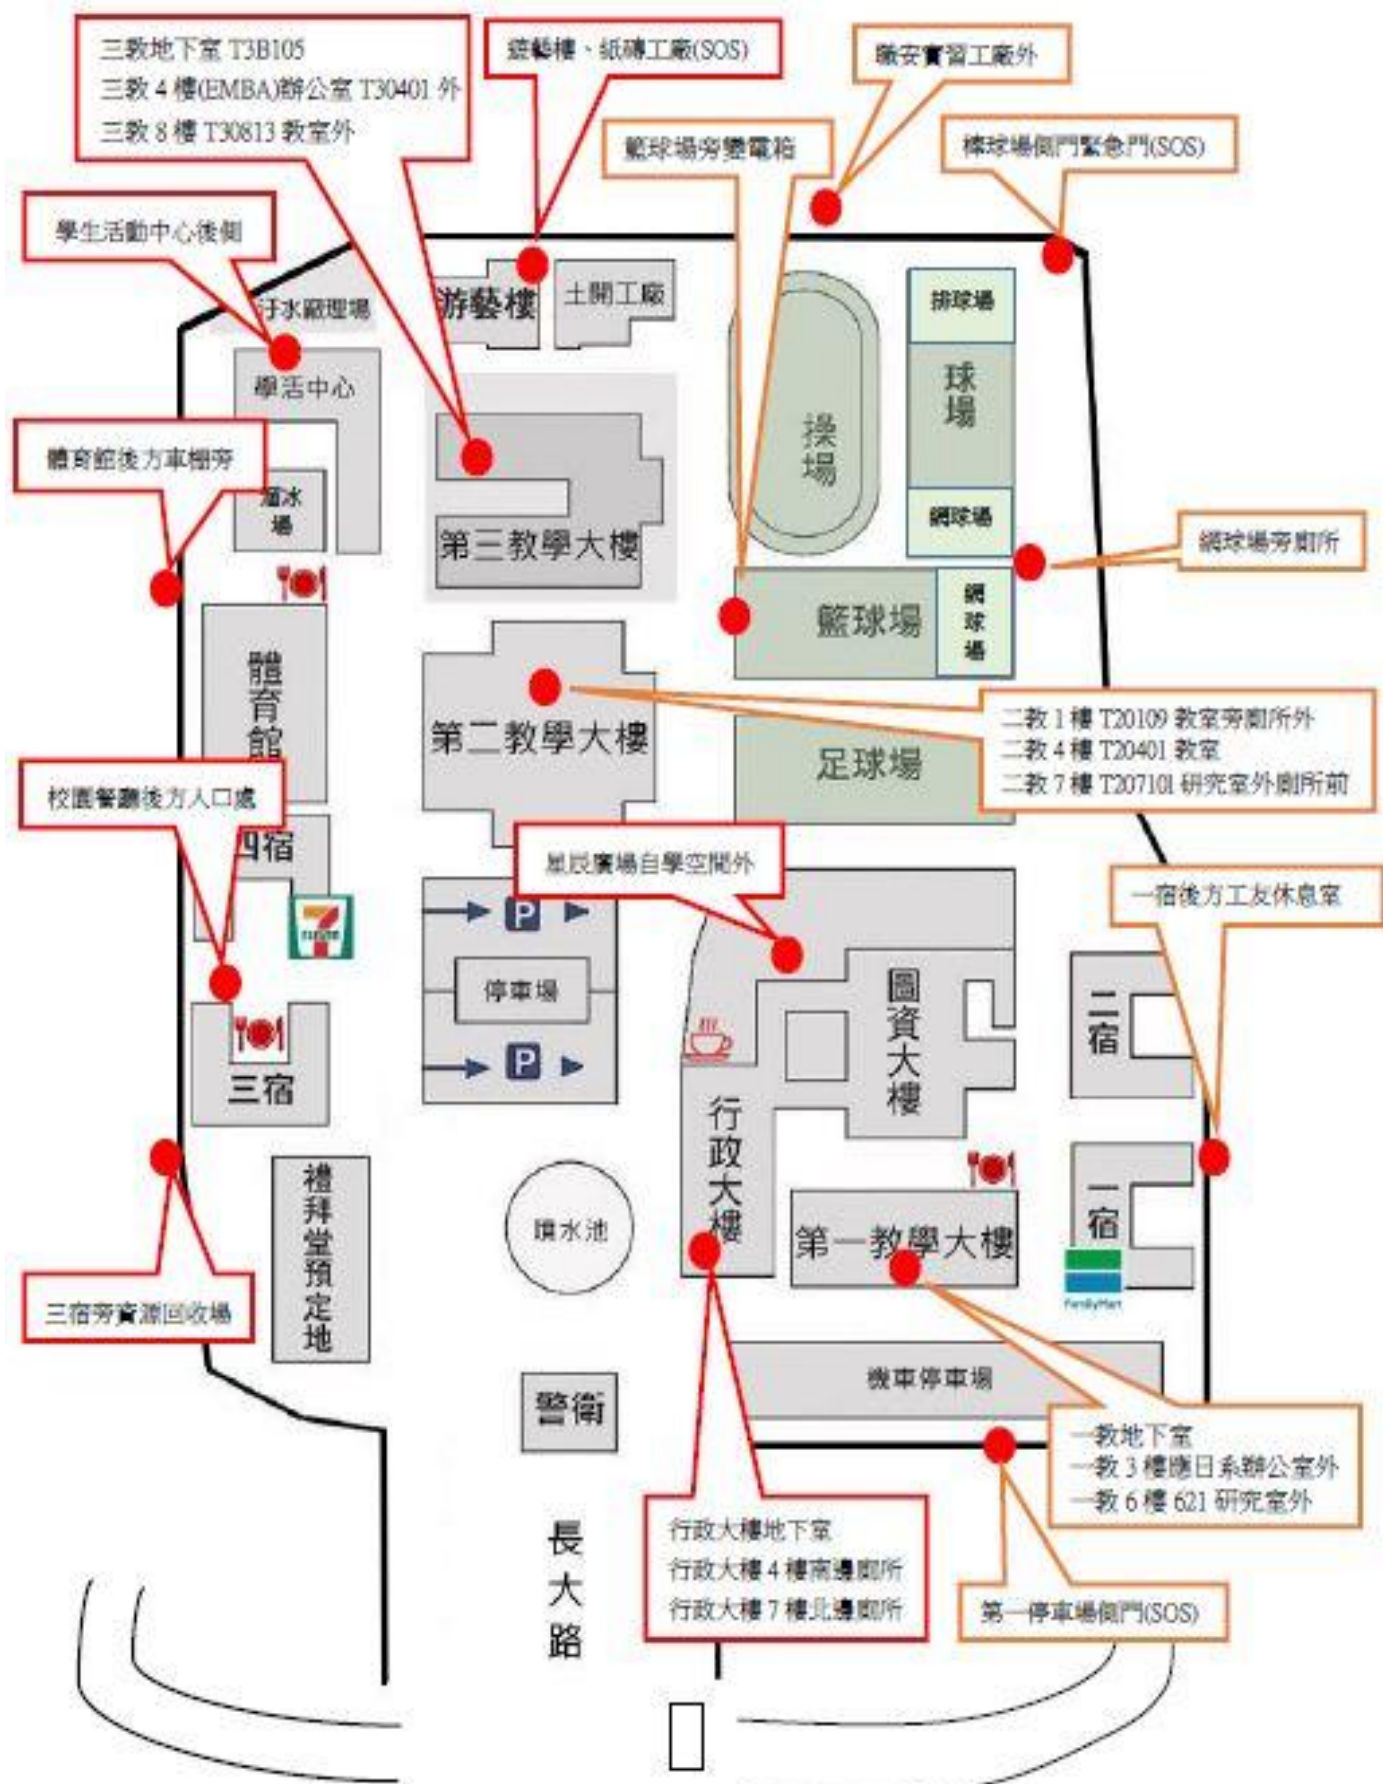 三教地下室 T3B105
三教 4 樓(EMBA)辦公室 T30401 外
三教 8 樓 T30813 教室外
遊藝樓、紙磚工廠(SOS)
職安實習工廠外
籃球場旁變電箱
棒球場側門緊急門(SOS)
學生活動中心後側
汙水廠理場
游藝樓
土開工廠
排球場
學活中心
球場
操場
體育館後方車棚旁
溜冰場
網球場
網球場旁廁所
第三教學大樓
籃球場
網球場
體育館
二教 1 樓 T20109 教室旁廁所外
二教 4 樓 T20401 教室
二教 7 樓 T207101 研究室外廁所前
第二教學大樓
足球場
校園餐廳後方入口處
四宿
星辰廣場自學空間外
一宿後方工友休息室
P
7
ELEVEN
停車場
圖資大樓
二宿
P
三宿
行政大樓
禮拜堂預定地
噴水池
一宿
第一教學大樓
FamilyMart
三宿旁資源回收場
機車停車場
警衛
一教地下室
一教 3 樓應日系辦公室外
一教 6 樓 621 研究室外
長大路
行政大樓地下室
行政大樓 4 樓南邊廁所
行政大樓 7 樓北邊廁所
第一停車場側門(SOS)